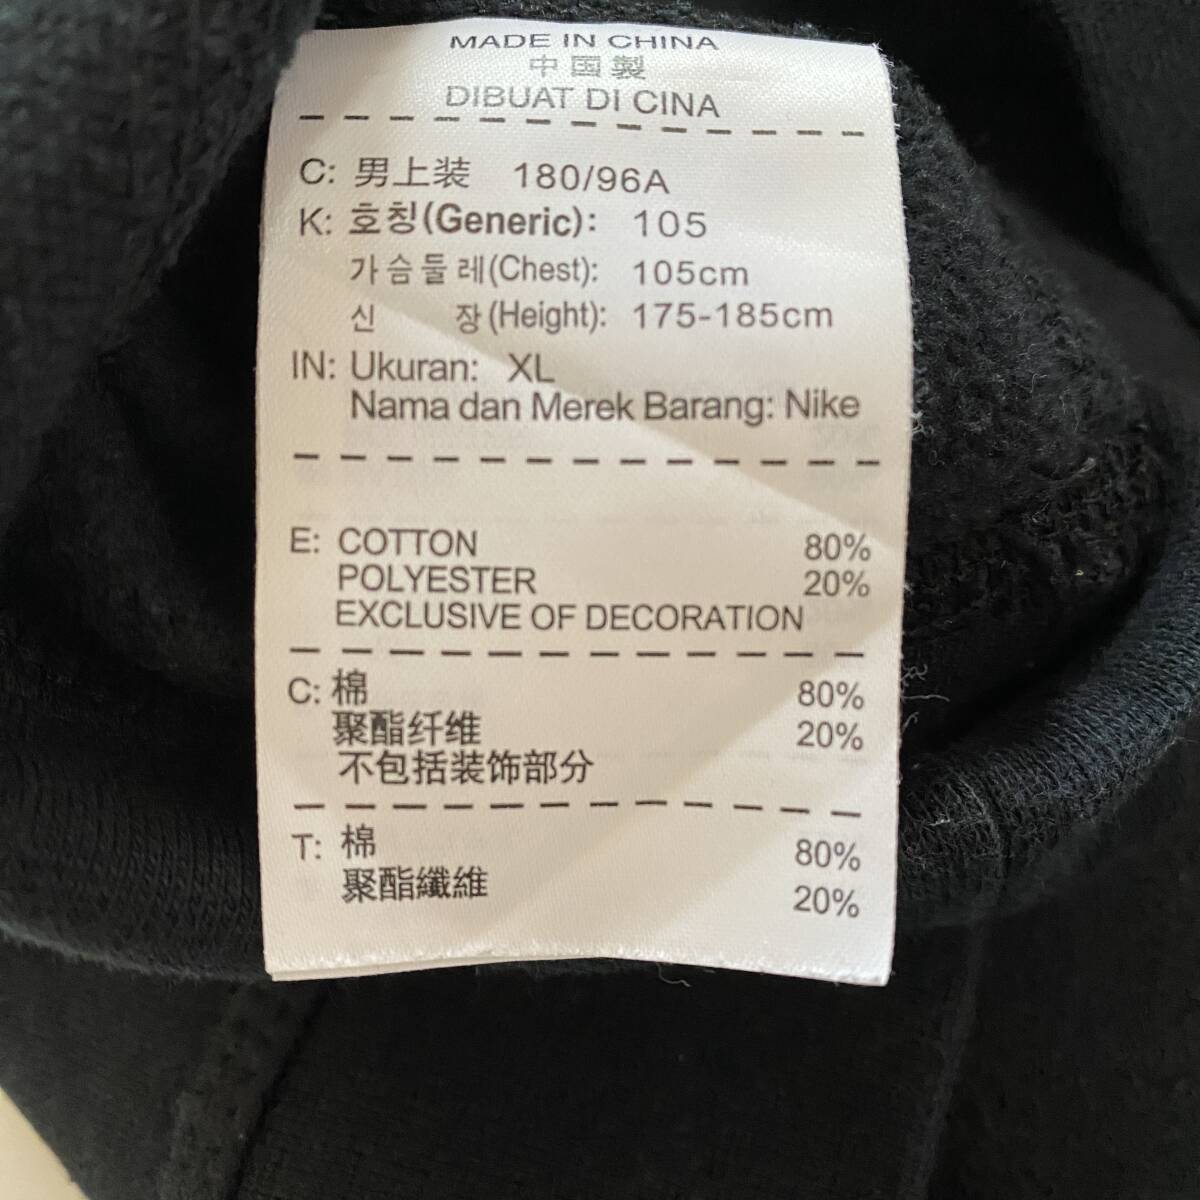 MADE IN CHINA
中国製
DIBUAT DI CINA
C: 男上装 180/96A
K: 호칭(Generic): 105
가슴둘레(Chest): 105cm
신 장(Height): 175-185cm
IN: Ukuran: XL
Nama dan Merek Barang: Nike
E: COTTON 80%
POLYESTER 20%
EXCLUSIVE OF DECORATION
C: 棉 80%
聚酯纤维 20%
不包括装饰部分
T: 棉 80%
聚酯纖維 20%